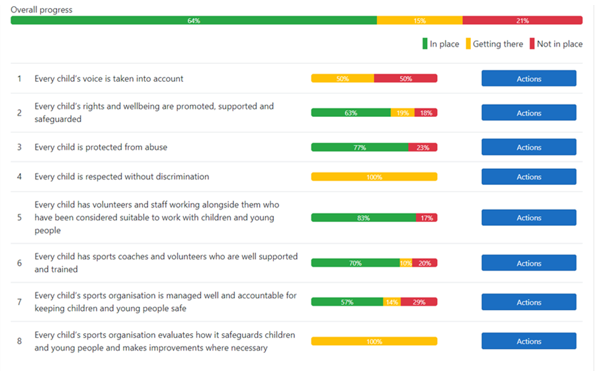 Overall progress
64% 15% 21%
In place Getting there Not in place
1 Every child's voice is taken into account 50% 50% Actions
2 Every child's rights and wellbeing are promoted, supported and
safeguarded 63% 19% 18% Actions
3 Every child is protected from abuse 77% 23% Actions
4 Every child is respected without discrimination 100% Actions
5 Every child has volunteers and staff working alongside them who
have been considered suitable to work with children and young
people 83% 17% Actions
6 Every child has sports coaches and volunteers who are well supported
and trained 70% 10% 20% Actions
7 Every child's sports organisation is managed well and accountable for
keeping children and young people safe 57% 14% 29% Actions
8 Every child's sports organisation evaluates how it safeguards children
and young people and makes improvements where necessary 100% Actions